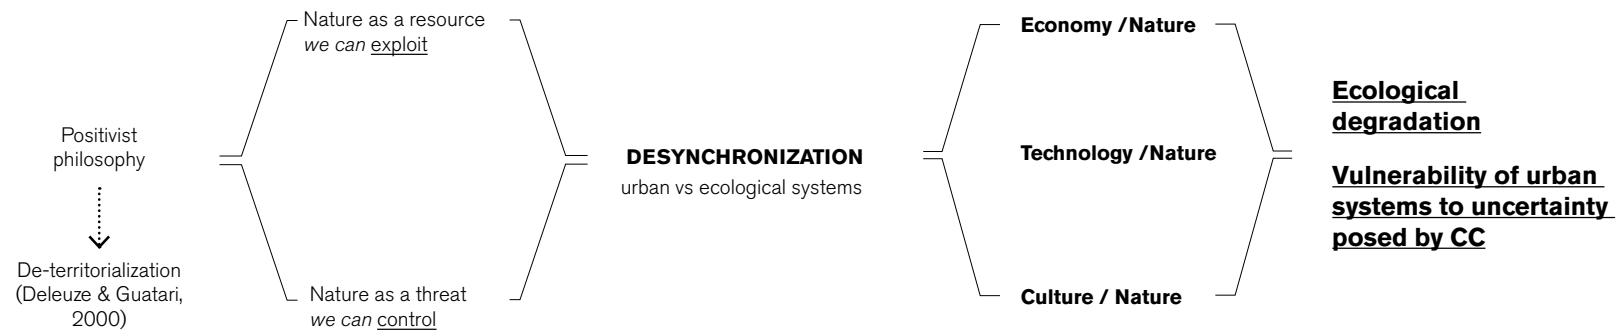 Positivist
philosophy
De-territorialization
(Deleuze & Guatari,
2000)
Nature as a resource
we can exploit
Nature as a threat
we can control
DESYNCHRONIZATION
urban vs ecological systems
Economy /Nature
Technology /Nature
Culture / Nature
Ecological
degradation
Vulnerability of urban
systems to uncertainty
posed by CC